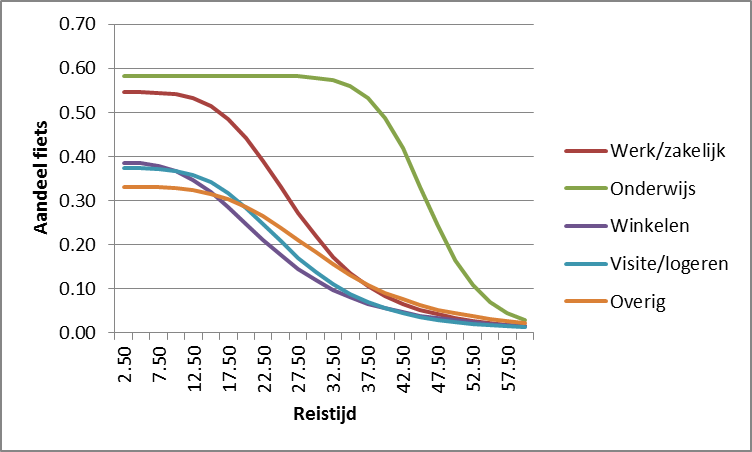 0.70
0.60
0.50
0.40
0.30
0.20
0.10
0.00
Aandeel fiets
2.50
7.50
12.50
17.50
22.50
27.50
32.50
37.50
42.50
47.50
52.50
57.50
Reistijd
Werk/zakelijk
Onderwijs
Winkelen
Visite/logeren
Overig